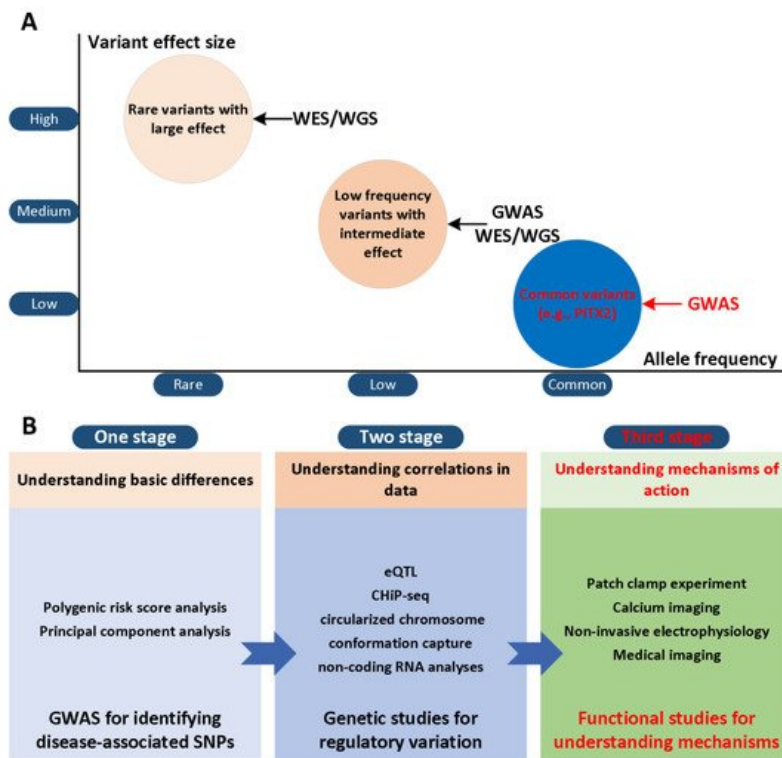 A
Variant effect size
High
Medium
Low
Rare variants with
large effect
WES/WGS
Low frequency
variants with
intermediate
effect
GWAS
WES/WGS
Common variants
(e.g., PITX2)
GWAS
Allele frequency
Rare
Low
Common
B
One stage
Understanding basic differences
Polygenic risk score analysis
Principal component analysis
GWAS for identifying
disease-associated SNPs
Two stage
Understanding correlations in
data
eQTL
CHiP-seq
circularized chromosome
conformation capture
non-coding RNA analyses
Genetic studies for
regulatory variation
Third stage
Understanding mechanisms of
action
Patch clamp experiment
Calcium imaging
Non-invasive electrophysiology
Medical imaging
Functional studies for
understanding mechanisms